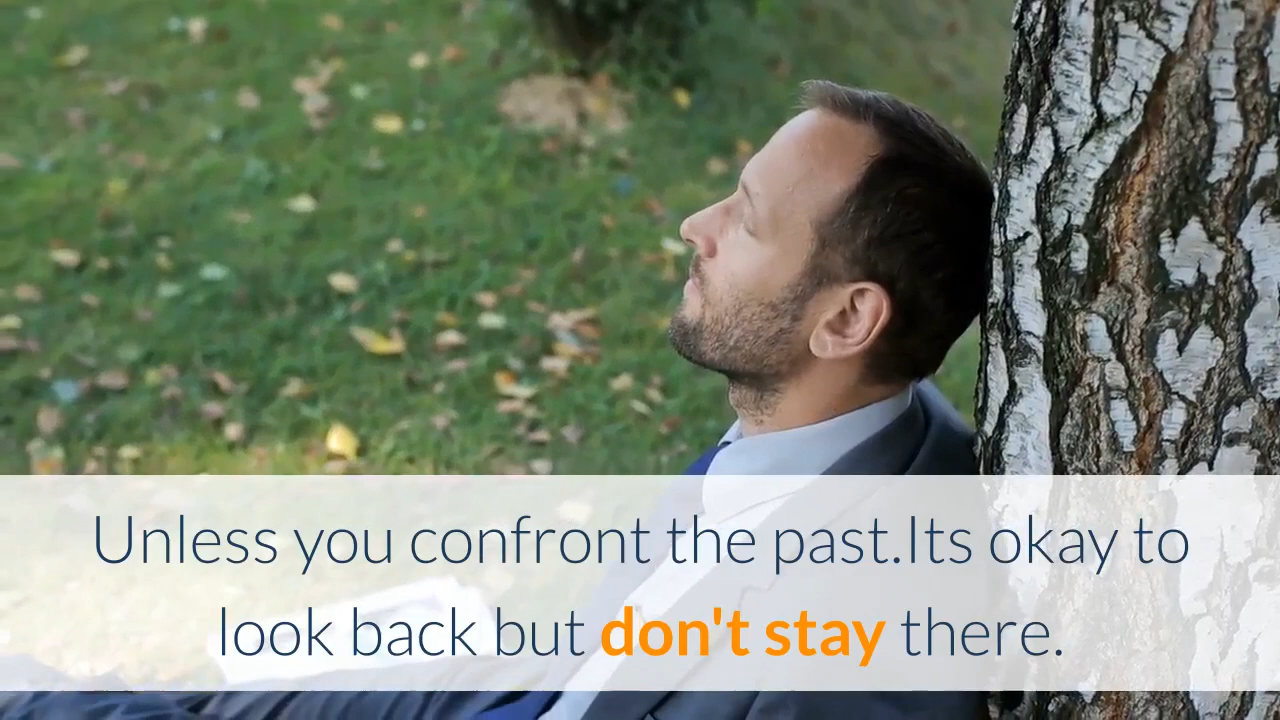 Unless you confront the past.Its okay to
look back but don't stay there.